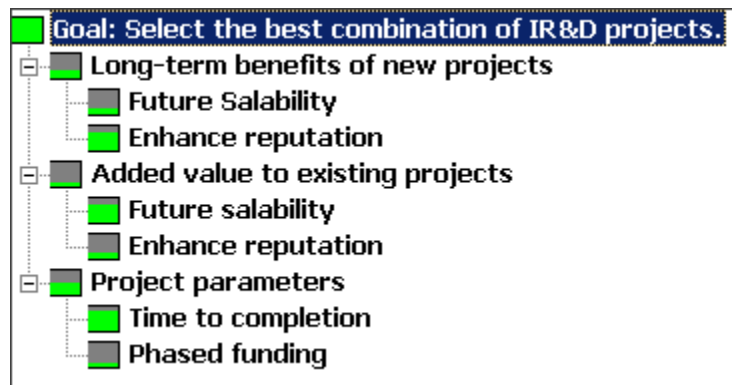 Goal: Select the best combination of IR&D projects.
Long-term benefits of new projects
Future Salability
Enhance reputation
Added value to existing projects
Future salability
Enhance reputation
Project parameters
Time to completion
Phased funding